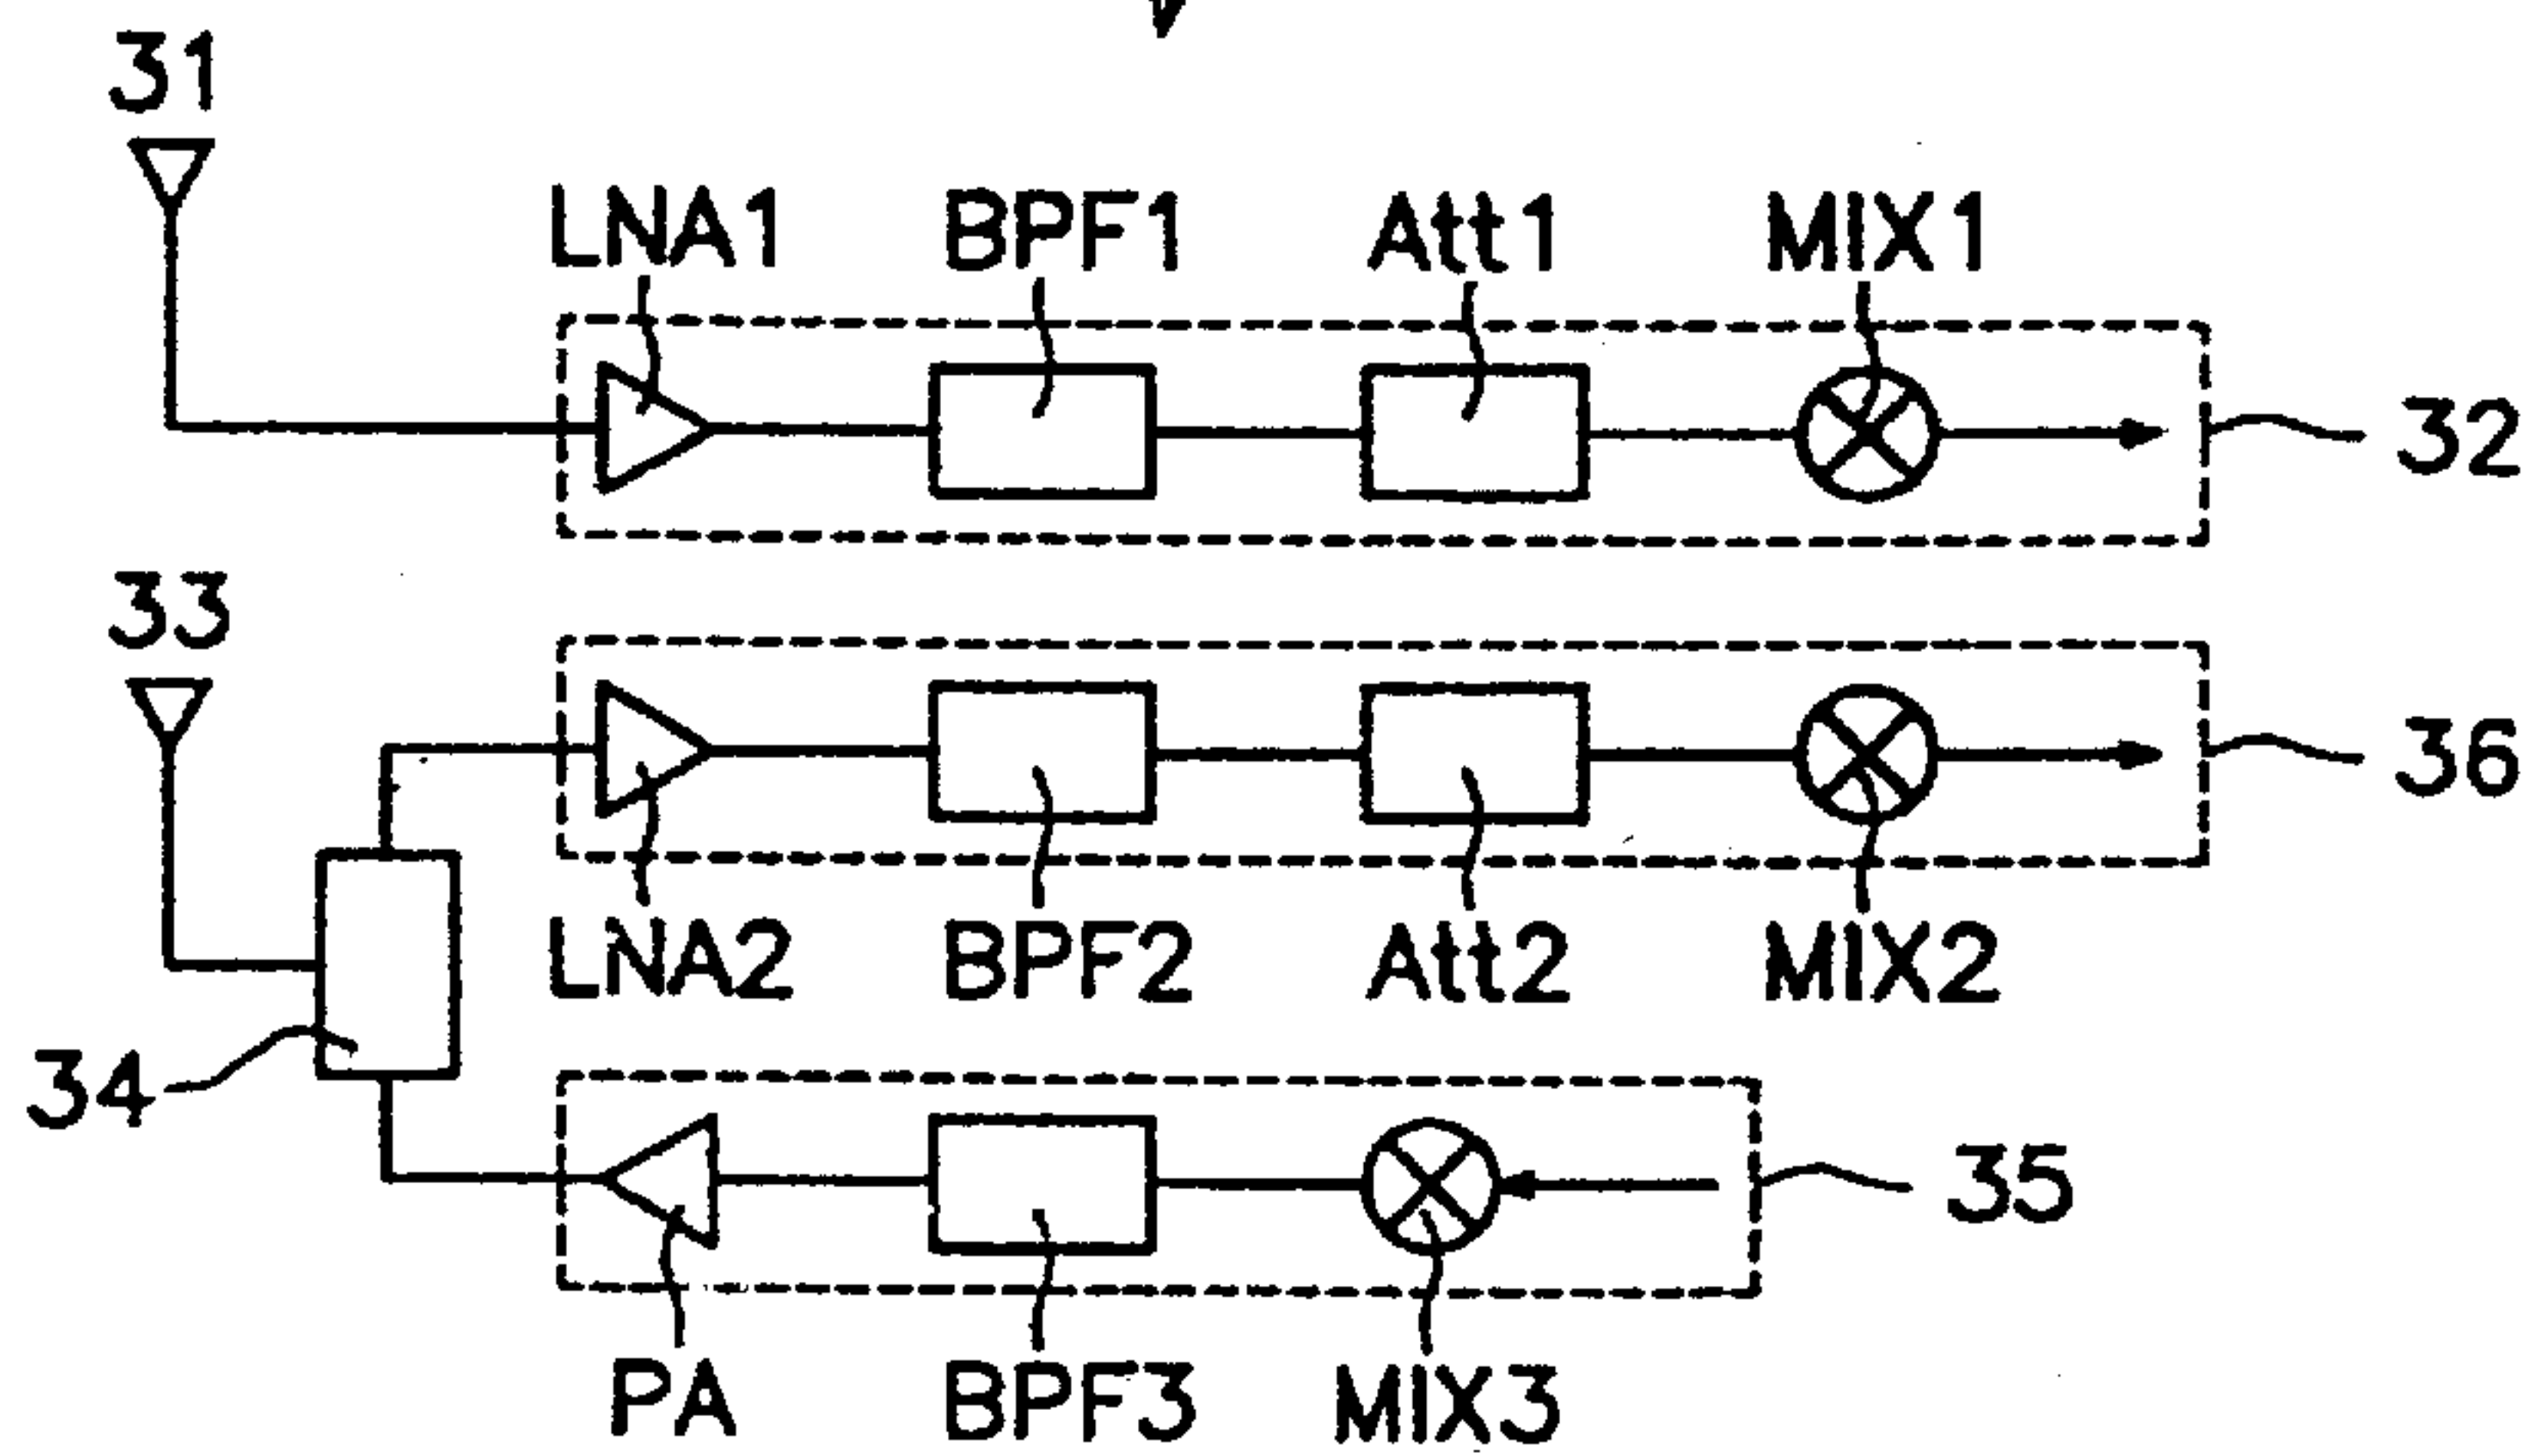 31
LNA1 BPF1 Att1 MIX1
32
33
36
LNA2 BPF2 Att2 MIX2
34
35
PA BPF3 MIX3